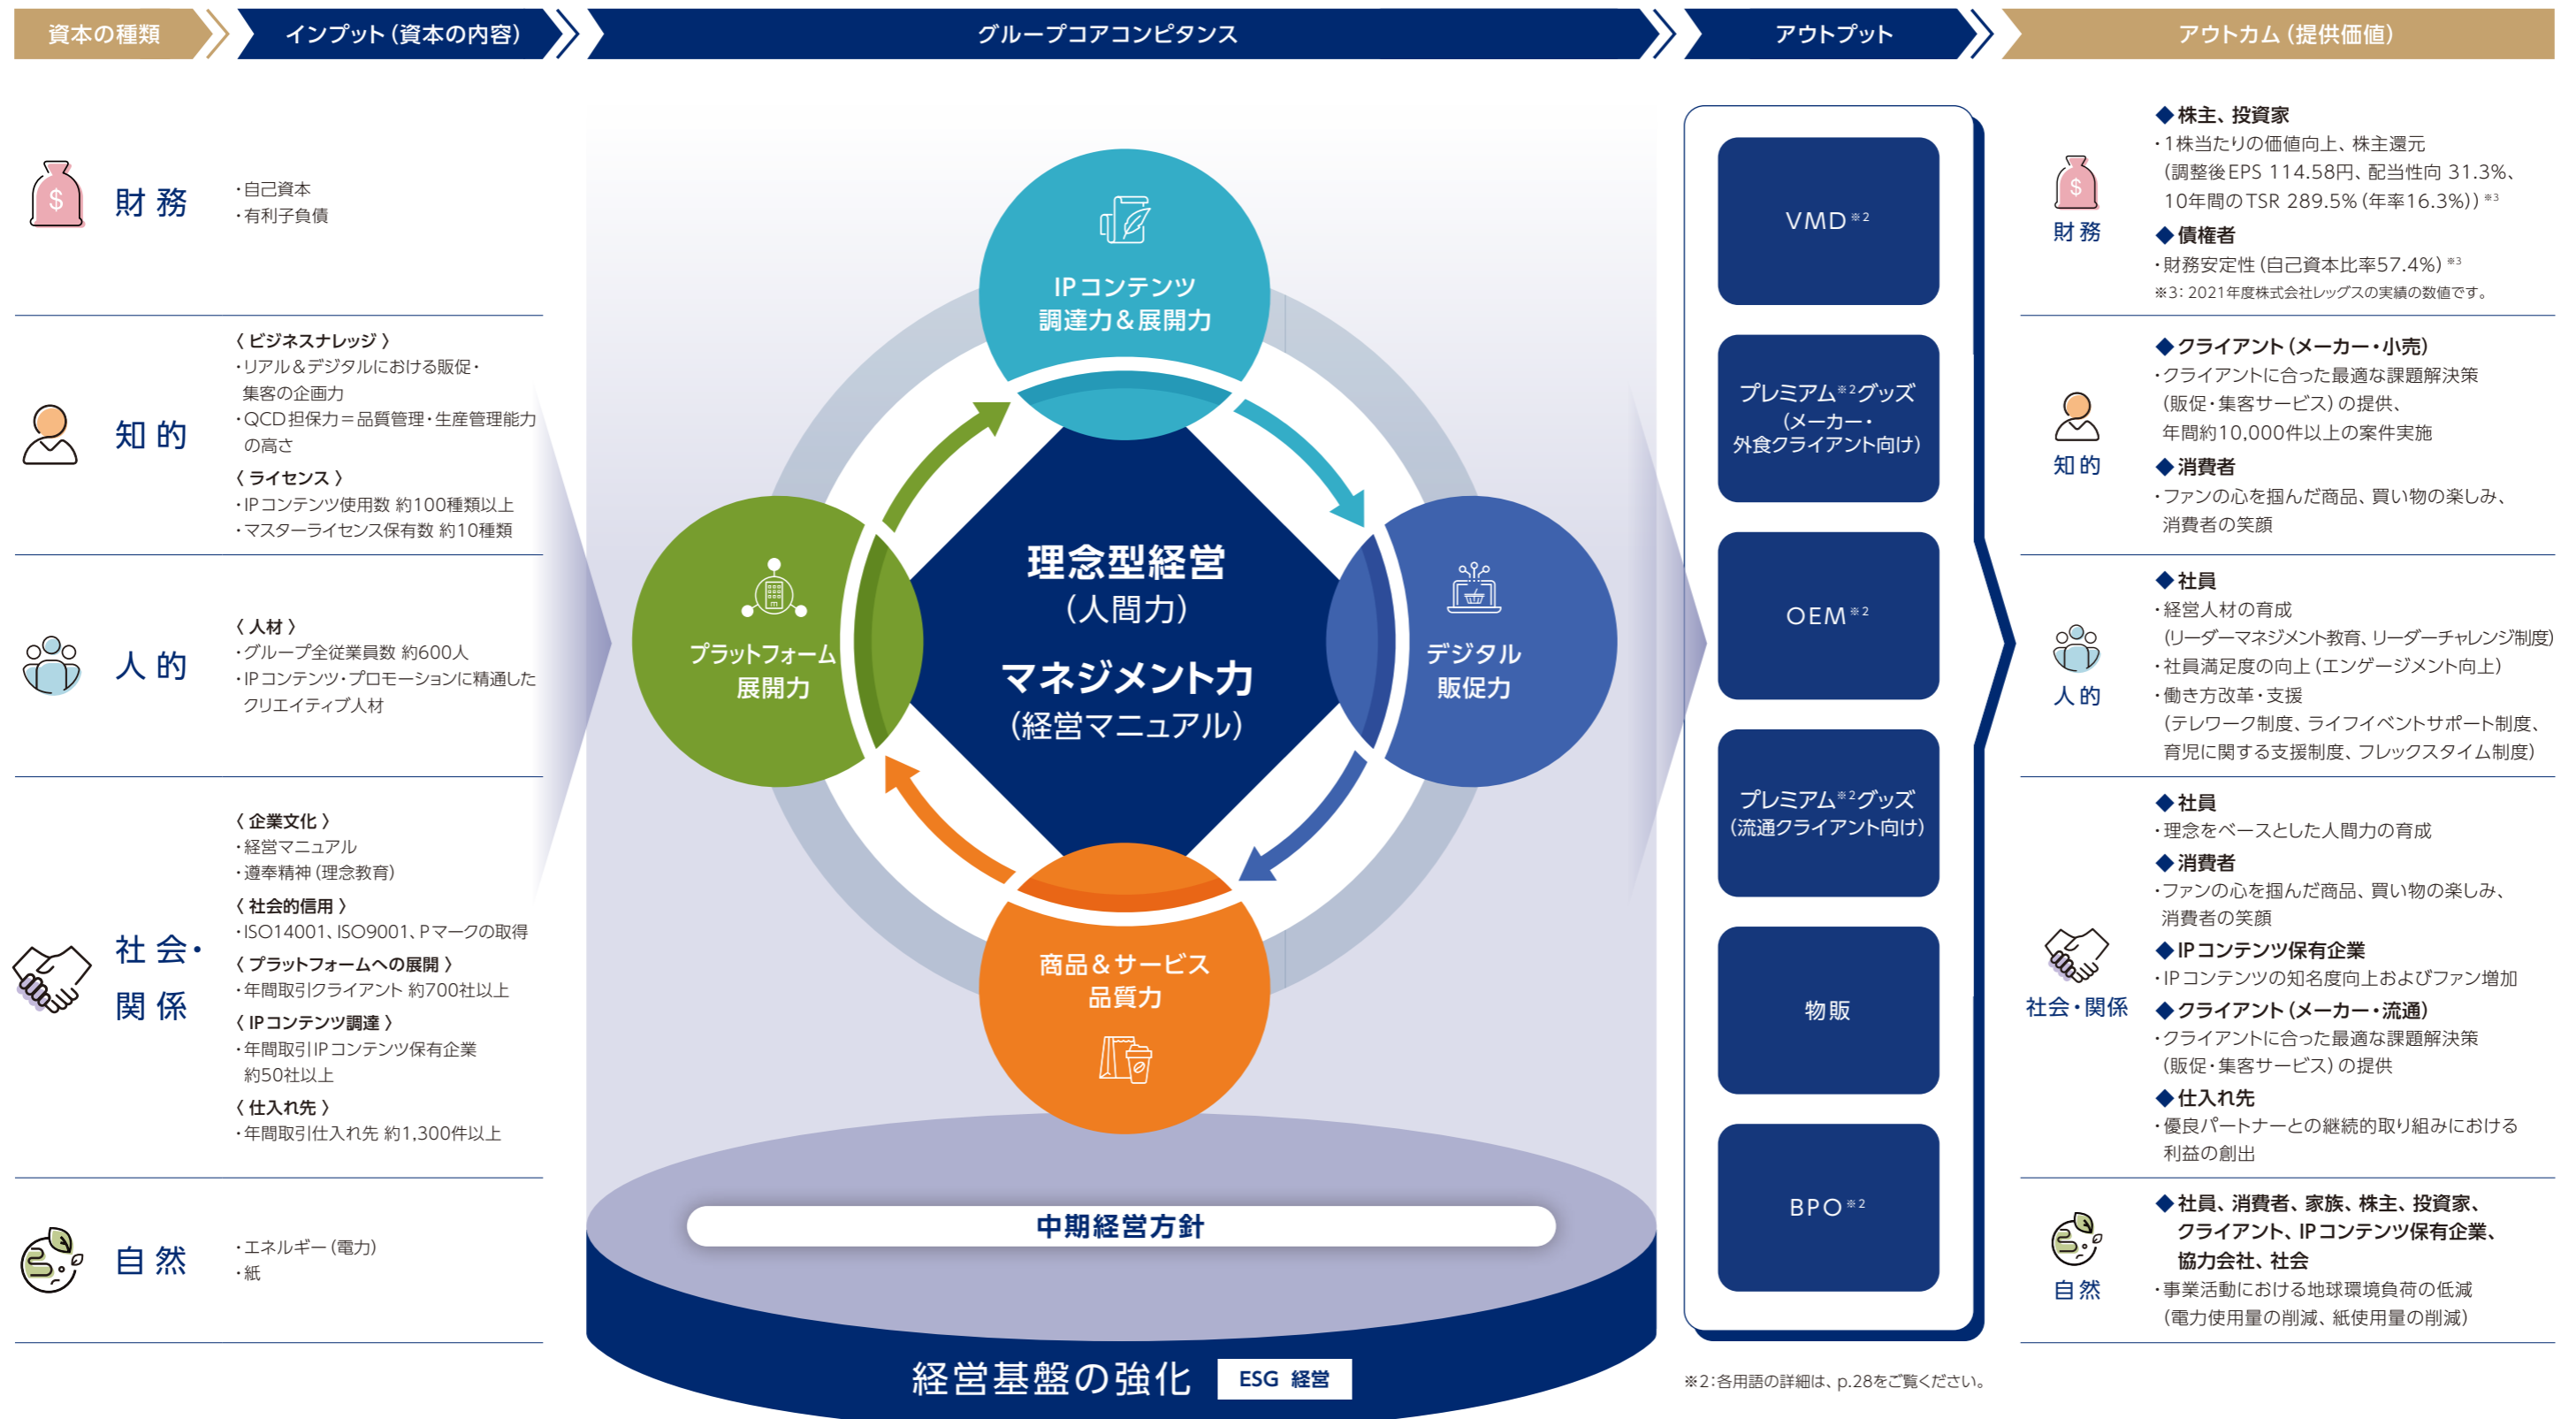 資本の種類
インプット（資本の内容）
グループコアコンピタンス
アウトプット
アウトカム（提供価値）
財務
・自己資本
・有利子負債
知的
〈 ビジネスナレッジ 〉
・リアル＆デジタルにおける販促・
集客の企画力
・QCD担保力＝品質管理・生産管理能力
の高さ
〈 ライセンス 〉
・IPコンテンツ使用数 約100種類以上
・マスターライセンス保有数 約10種類
人的
〈 人材 〉
・グループ全従業員数 約600人
・IPコンテンツ・プロモーションに精通した
クリエイティブ人材
社会・
関係
〈 企業文化 〉
・経営マニュアル
・遵奉精神（理念教育）
〈 社会的信用 〉
・ISO14001、ISO9001、Pマークの取得
〈 プラットフォームへの展開 〉
・年間取引クライアント 約700社以上
〈 IPコンテンツ調達 〉
・年間取引IPコンテンツ保有企業
約50社以上
〈 仕入れ先 〉
・年間取引仕入れ先 約1,300件以上
自然
・エネルギー（電力）
・紙
IPコンテンツ
調達力＆展開力
プラットフォーム
展開力
理念型経営
（人間力）
マネジメント力
（経営マニュアル）
デジタル
販促力
商品＆サービス
品質力
中期経営方針
経営基盤の強化
ESG 経営
VMD※2
プレミアム※2グッズ
（メーカー・
外食クライアント向け）
OEM※2
プレミアム※2グッズ
（流通クライアント向け）
物販
BPO※2
※2：各用語の詳細は、p.28をご覧ください。
財務
◆株主、投資家
・1株当たりの価値向上、株主還元
（調整後EPS 114.58円、配当性向 31.3%、
10年間のTSR 289.5%（年率16.3%））※3
◆債権者
・財務安定性（自己資本比率57.4%）※3
※3：2021年度株式会社レッグスの実績の数値です。
知的
◆クライアント（メーカー・小売）
・クライアントに合った最適な課題解決策
（販促・集客サービス）の提供、
年間約10,000件以上の案件実施
◆消費者
・ファンの心を掴んだ商品、買い物の楽しみ、
消費者の笑顔
人的
◆社員
・経営人材の育成
（リーダーマネジメント教育、リーダーチャレンジ制度）
・社員満足度の向上（エンゲージメント向上）
・働き方改革・支援
（テレワーク制度、ライフイベントサポート制度、
育児に関する支援制度、フレックスタイム制度）
社会・関係
◆社員
・理念をベースとした人間力の育成
◆消費者
・ファンの心を掴んだ商品、買い物の楽しみ、
消費者の笑顔
◆IPコンテンツ保有企業
・IPコンテンツの知名度向上およびファン増加
◆クライアント（メーカー・流通）
・クライアントに合った最適な課題解決策
（販促・集客サービス）の提供
◆仕入れ先
・優良パートナーとの継続的取り組みにおける
利益の創出
自然
◆社員、消費者、家族、株主、投資家、
クライアント、IPコンテンツ保有企業、
協力会社、社会
・事業活動における地球環境負荷の低減
（電力使用量の削減、紙使用量の削減）